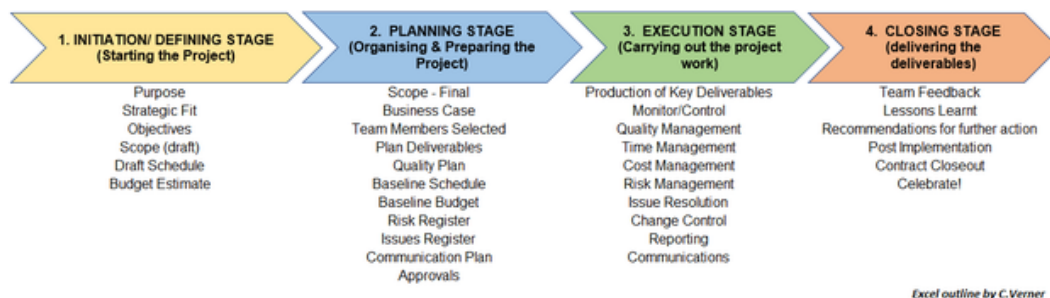 1. INITIATION/ DEFINING STAGE
(Starting the Project)
Purpose
Strategic Fit
Objectives
Scope (draft)
Draft Schedule
Budget Estimate
2. PLANNING STAGE
(Organising & Preparing the
Project)
Scope - Final
Business Case
Team Members Selected
Plan Deliverables
Quality Plan
Baseline Schedule
Baseline Budget
Risk Register
Issues Register
Communication Plan
Approvals
3. EXECUTION STAGE
(Carrying out the project
work)
Production of Key Deliverables
Monitor/Control
Quality Management
Time Management
Cost Management
Risk Management
Issue Resolution
Change Control
Reporting
Communications
4. CLOSING STAGE
(delivering the
deliverables)
Team Feedback
Lessons Learnt
Recommendations for further action
Post Implementation
Contract Closeout
Celebrate!
Excel outline by C.Verner